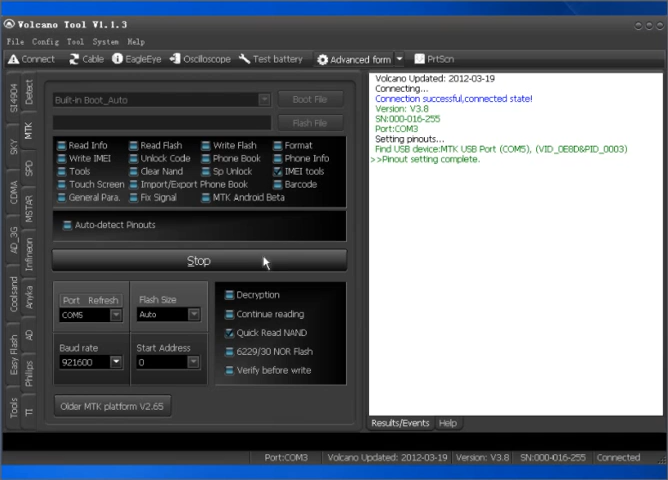 Volcano Tool V1.1.3
File Config Tool System Help
Connect Cable EagleEye Oscilloscope Test battery Advanced form PrtScn
SI4904 SKY CDMA AD_3G Coolsand Easy Flash Tools
Detect MTK SPD MSTAR Infineon Anyka AD Philips TI
Built-in Boot_Auto Boot File
Flash File
Read Info Read Flash Write Flash Format
Write IMEI Unlock Code Phone Book Phone Info
Tools Clear Nand Sp Unlock IMEI tools
Touch Screen Import/Export Phone Book Barcode
General Para. Fix Signal MTK Android Beta
Auto-detect Pinouts
Stop
Port Refresh Flash Size
COM5 Auto
Baud rate Start Address
921600 0
Decryption
Continue reading
Quick Read NAND
6229/30 NOR Flash
Verify before write
Older MTK platform V2.65
Volcano Updated: 2012-03-19
Connecting...
Connection successful,connected state!
Version: V3.8
SN:000-016-255
Port:COM3
Setting pinouts...
Find USB device:MTK USB Port (COM5), (VID_0E8D&PID_0003)
>>Pinout setting complete.
Results/Events Help
Port:COM3 Volcano Updated: 2012-03-19 Version: V3.8 SN:000-016-255 Connected